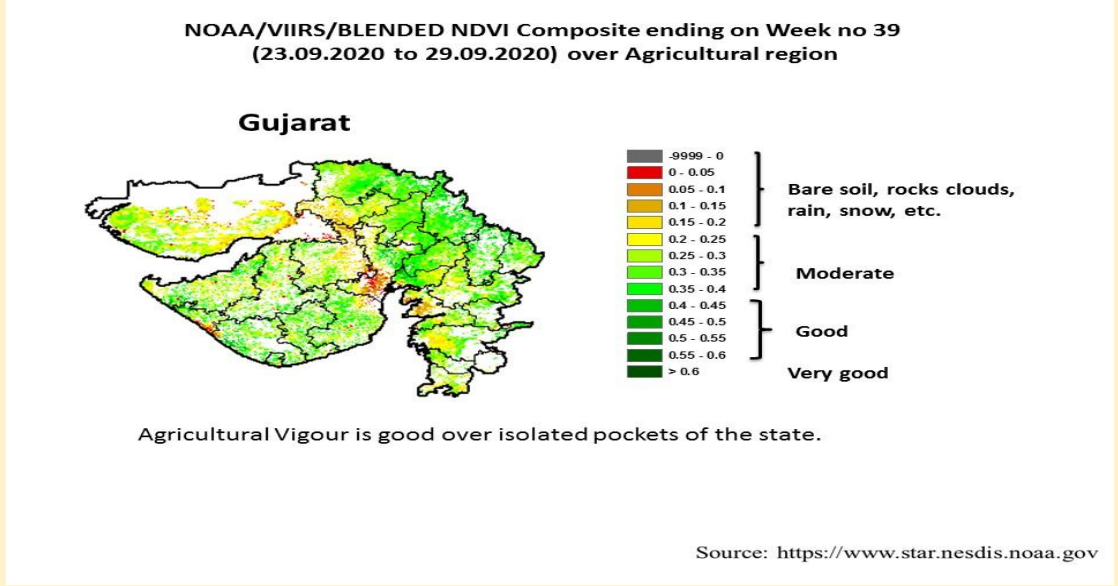 NOAA/VIIRS/BLENDED NDVI Composite ending on Week no 39
(23.09.2020 to 29.09.2020) over Agricultural region
Gujarat
-9999 - 0
0 - 0.05
0.05 - 0.1
0.1 - 0.15
0.15 - 0.2
0.2 - 0.25
0.25 - 0.3
0.3 - 0.35
0.35 - 0.4
0.4 - 0.45
0.45 - 0.5
0.5 - 0.55
0.55 - 0.6
> 0.6
Bare soil, rocks clouds,
rain, snow, etc.
Moderate
Good
Very good
Agricultural Vigour is good over isolated pockets of the state.
Source: https://www.star.nesdis.noaa.gov